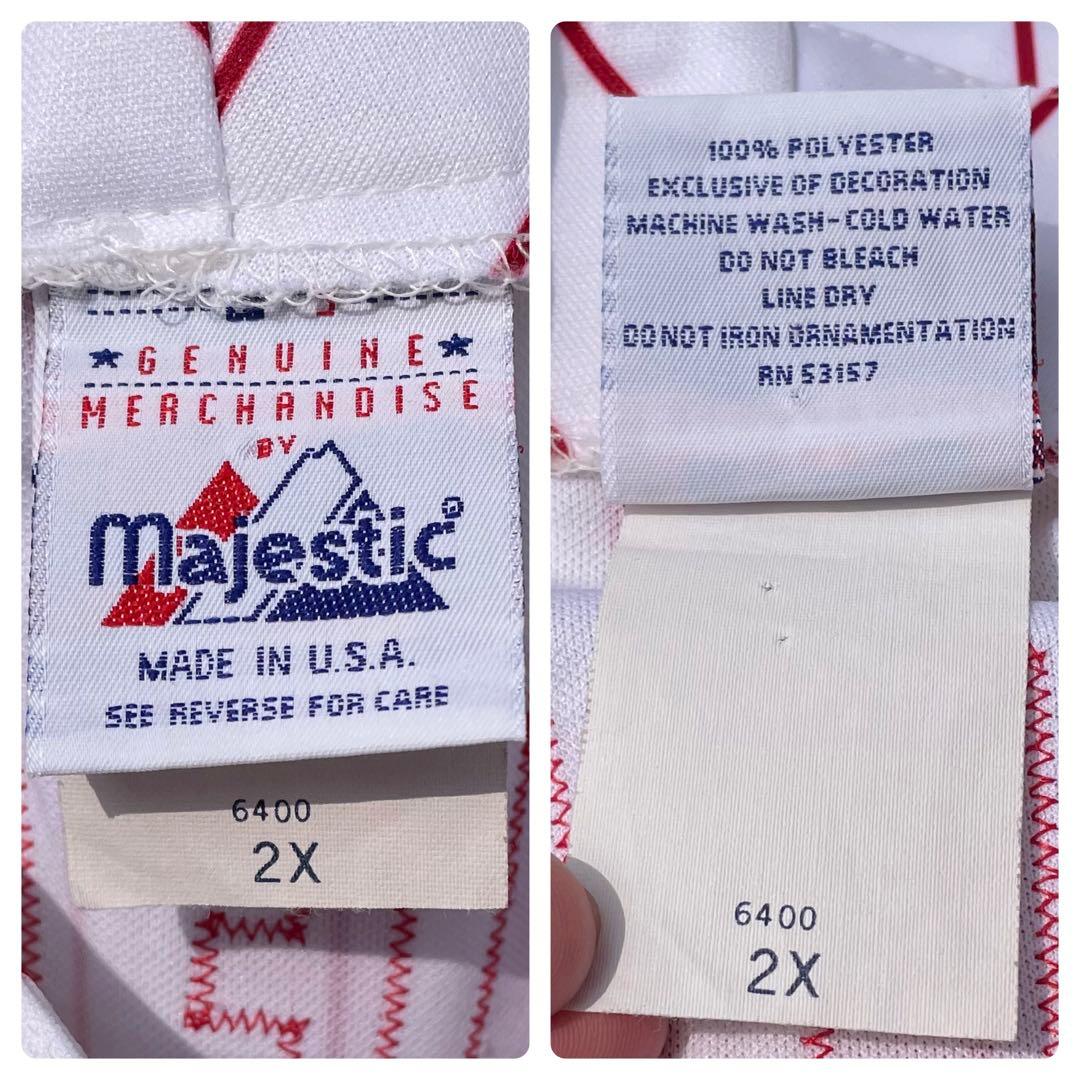 ★GENUINE★
MERCHANDISE
BY
Majestic®
MADE IN U.S.A.
SEE REVERSE FOR CARE
6400
2X
100% POLYESTER
EXCLUSIVE OF DECORATION
MACHINE WASH-COLD WATER
DO NOT BLEACH
LINE DRY
DO NOT IRON ORNAMENTATION
RN 53157
6400
2X